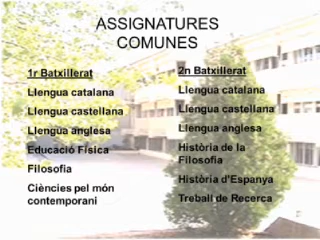 ASSIGNATURES
COMUNES
1r Batxillerat
Llengua catalana
Llengua castellana
Llengua anglesa
Educació Física
Filosofia
Ciències pel món
contemporani
2n Batxillerat
Llengua catalana
Llengua castellana
Llengua anglesa
Història de la
Filosofia
Història d'Espanya
Treball de Recerca